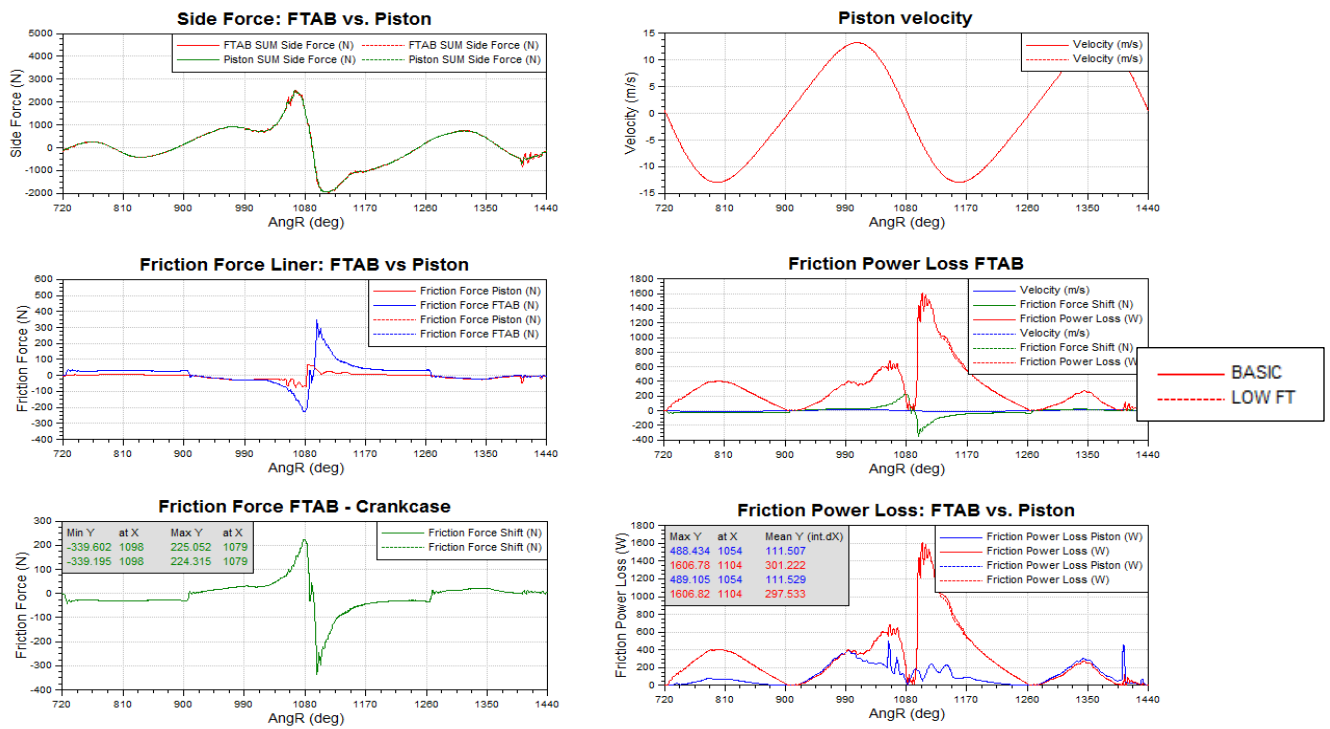 Side Force: FTAB vs. Piston
Side Force (N)
5000
4000
3000
2000
1000
0
-1000
-2000
FTAB SUM Side Force (N) FTAB SUM Side Force (N)
Piston SUM Side Force (N) Piston SUM Side Force (N)
720 810 900 990 1080 1170 1260 1350 1440
AngR (deg)
Piston velocity
Velocity (m/s)
15
10
5
0
-5
-10
-15
Velocity (m/s)
Velocity (m/s)
720 810 900 990 1080 1170 1260 1350 1440
AngR (deg)
Friction Force Liner: FTAB vs Piston
Friction Force (N)
600
500
400
300
200
100
0
-100
-200
-300
-400
Friction Force Piston (N)
Friction Force FTAB (N)
Friction Force Piston (N)
Friction Force FTAB (N)
720 810 900 990 1080 1170 1260 1350 1440
AngR (deg)
Friction Power Loss FTAB
1800
1600
1400
1200
1000
800
600
400
200
0
-200
-400
Velocity (m/s)
Friction Force Shift (N)
Friction Power Loss (W)
Velocity (m/s)
Friction Force Shift (N)
Friction Power Loss (W
720 810 900 990 1080 1170 1260 1350 1440
AngR (deg)
BASIC
LOW FT
Friction Force FTAB - Crankcase
Friction Force (N)
300
200
100
0
-100
-200
-300
-400
Min Y at X Max Y at X
-339.602 1098 225.052 1079
-339.195 1098 224.315 1079
Friction Force Shift (N)
Friction Force Shift (N)
720 810 900 990 1080 1170 1260 1350 1440
AngR (deg)
Friction Power Loss: FTAB vs. Piston
Friction Power Loss (W)
1800
1600
1400
1200
1000
800
600
400
200
0
Max Y at X Mean Y (int.dX)
488.434 1054 111.507
1606.78 1104 301.222
489.105 1054 111.529
1606.82 1104 297.533
Friction Power Loss Piston (W)
Friction Power Loss (W)
Friction Power Loss Piston (W)
Friction Power Loss (W)
720 810 900 990 1080 1170 1260 1350 1440
AngR (deg)